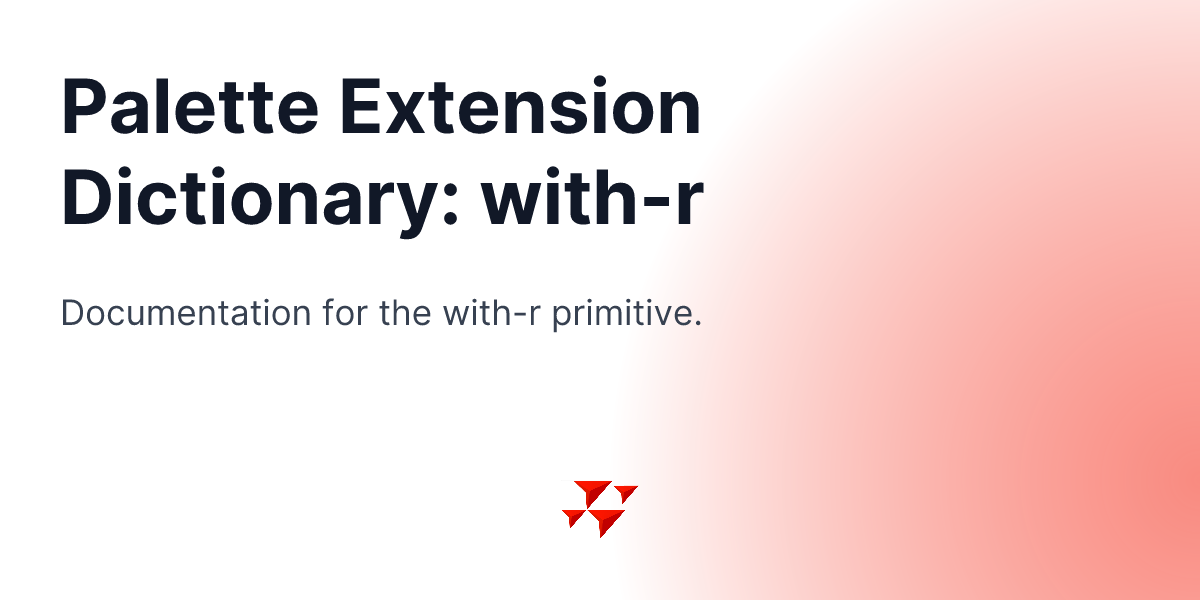 Palette Extension
Dictionary: with-r
Documentation for the with-r primitive.